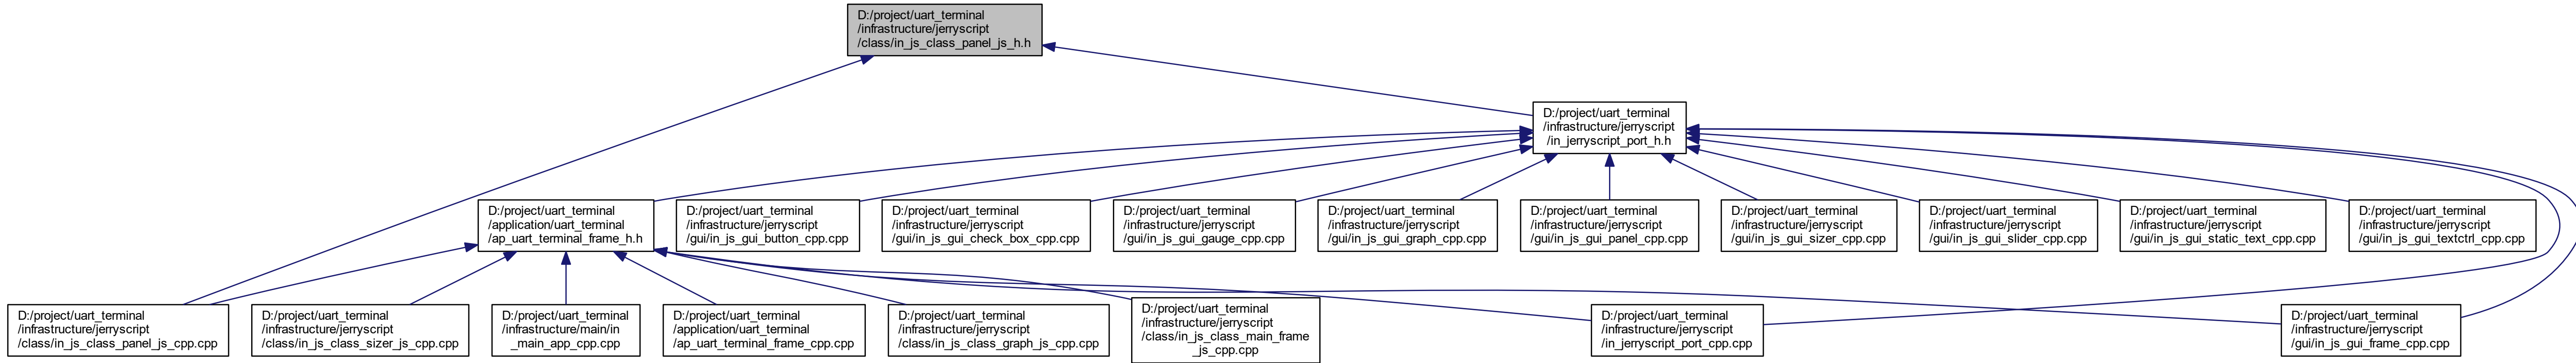 D:/project/uart_terminal
/infrastructure/jerryscript
/class/in_js_class_panel_js_h.h
D:/project/uart_terminal
/infrastructure/jerryscript
/in_jerryscript_port_h.h
D:/project/uart_terminal
/application/uart_terminal
/ap_uart_terminal_frame_h.h
D:/project/uart_terminal
/infrastructure/jerryscript
/gui/in_js_gui_button_cpp.cpp
D:/project/uart_terminal
/infrastructure/jerryscript
/gui/in_js_gui_check_box_cpp.cpp
D:/project/uart_terminal
/infrastructure/jerryscript
/gui/in_js_gui_gauge_cpp.cpp
D:/project/uart_terminal
/infrastructure/jerryscript
/gui/in_js_gui_graph_cpp.cpp
D:/project/uart_terminal
/infrastructure/jerryscript
/gui/in_js_gui_panel_cpp.cpp
D:/project/uart_terminal
/infrastructure/jerryscript
/gui/in_js_gui_sizer_cpp.cpp
D:/project/uart_terminal
/infrastructure/jerryscript
/gui/in_js_gui_slider_cpp.cpp
D:/project/uart_terminal
/infrastructure/jerryscript
/gui/in_js_gui_static_text_cpp.cpp
D:/project/uart_terminal
/infrastructure/jerryscript
/gui/in_js_gui_textctrl_cpp.cpp
D:/project/uart_terminal
/infrastructure/jerryscript
/class/in_js_class_panel_js_cpp.cpp
D:/project/uart_terminal
/infrastructure/jerryscript
/class/in_js_class_sizer_js_cpp.cpp
D:/project/uart_terminal
/infrastructure/main/in
_main_app_cpp.cpp
D:/project/uart_terminal
/application/uart_terminal
/ap_uart_terminal_frame_cpp.cpp
D:/project/uart_terminal
/infrastructure/jerryscript
/class/in_js_class_graph_js_cpp.cpp
D:/project/uart_terminal
/infrastructure/jerryscript
/class/in_js_class_main_frame
_js_cpp.cpp
D:/project/uart_terminal
/infrastructure/jerryscript
/in_jerryscript_port_cpp.cpp
D:/project/uart_terminal
/infrastructure/jerryscript
/gui/in_js_gui_frame_cpp.cpp